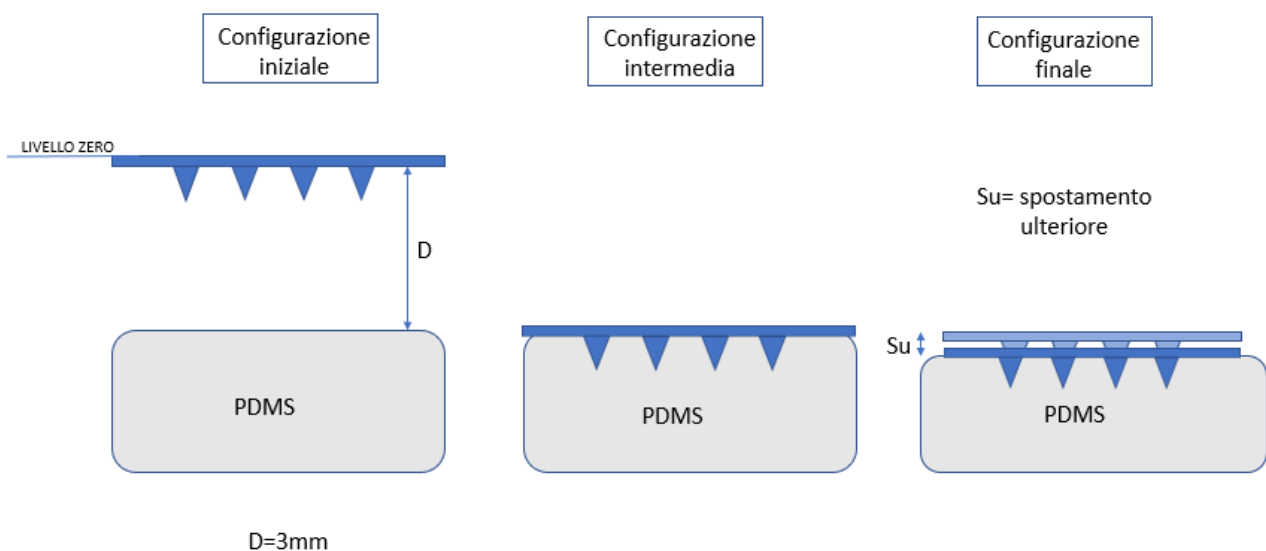 Configurazione
iniziale
Configurazione
intermedia
Configurazione
finale
LIVELLO ZERO
D
Su= spostamento
ulteriore
Su
PDMS
PDMS
PDMS
D=3mm